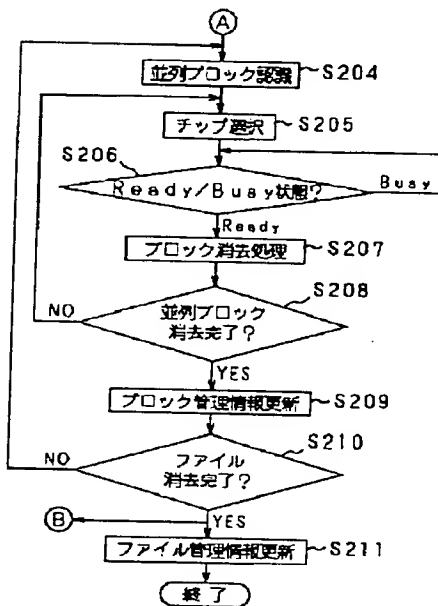 A
並列ブロック認識 S204
チップ選択 S205
S206
Ready/Busy状態? Busy
Ready
ブロック消去処理 S207
S208
NO 並列ブロック
消去完了?
YES
ブロック管理情報更新 S209
S210
NO ファイル
消去完了?
B YES
ファイル管理情報更新 S211
終了